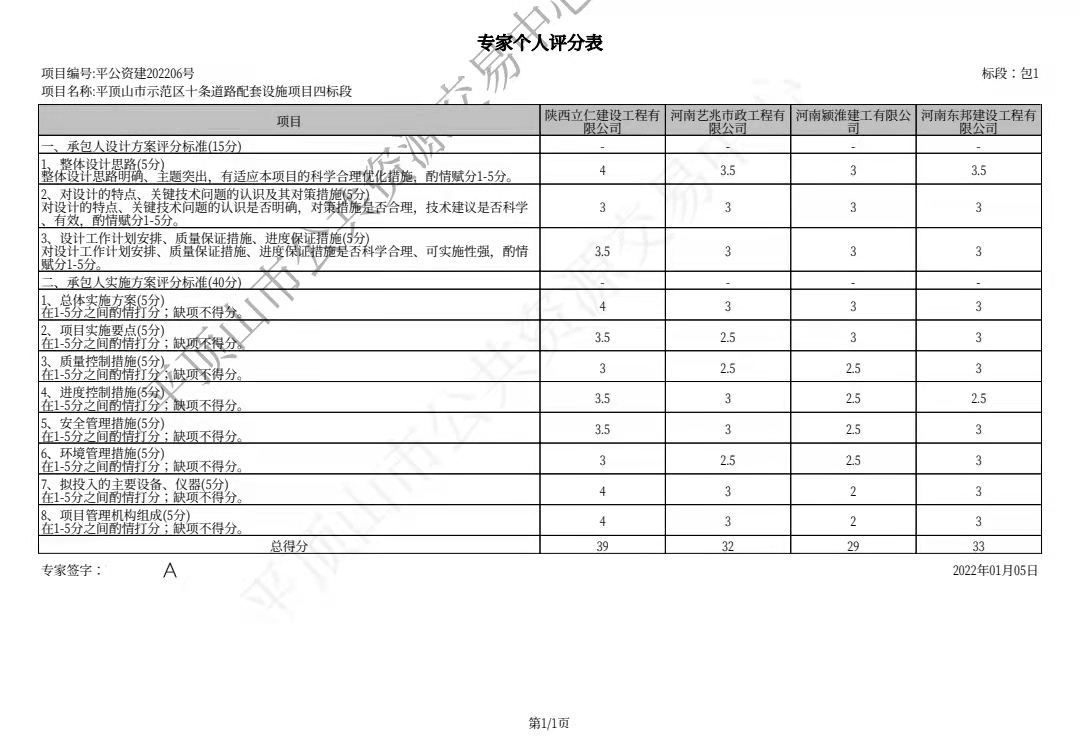 专家个人评分表
项目编号:平公资建202206号
标段：包1
项目名称:平顶山市示范区十条道路配套设施项目四标段
项目 陕西立仁建设工程有限公司 河南艺兆市政工程有限公司 河南颍淮建工有限公司 河南东邦建设工程有限公司
一、承包人设计方案评分标准(15分) - - - -
1、整体设计思路(5分)
整体设计思路明确、主题突出，有适应本项目的科学合理优化措施，酌情赋分1-5分。 4 3.5 3 3.5
2、对设计的特点、关键技术问题的认识及其对策措施(5分)
对设计的特点、关键技术问题的认识是否明确，对策措施是否合理，技术建议是否科学
、有效，酌情赋分1-5分。 3 3 3 3
3、设计工作计划安排、质量保证措施、进度保证措施(5分)
对设计工作计划安排、质量保证措施、进度保证措施是否科学合理、可实施性强，酌情
赋分1-5分。 3.5 3 3 3
二、承包人实施方案评分标准(40分) - - - -
1、总体实施方案(5分)
在1-5分之间酌情打分；缺项不得分。 4 3 3 3
2、项目实施要点(5分)
在1-5分之间酌情打分；缺项不得分。 3.5 2.5 3 3
3、质量控制措施(5分)
在1-5分之间酌情打分；缺项不得分。 3 2.5 2.5 3
4、进度控制措施(5分)
在1-5分之间酌情打分；缺项不得分。 3.5 3 2.5 2.5
5、安全管理措施(5分)
在1-5分之间酌情打分；缺项不得分。 3.5 3 2.5 3
6、环境管理措施(5分)
在1-5分之间酌情打分；缺项不得分。 3 2.5 2.5 3
7、拟投入的主要设备、仪器(5分)
在1-5分之间酌情打分；缺项不得分。 4 3 2 3
8、项目管理机构组成(5分)
在1-5分之间酌情打分；缺项不得分。 4 3 2 3
总得分 39 32 29 33
专家签字： A
2022年01月05日
第1/1页
平顶山市公共资源交易中心
平顶山市公共资源交易中心